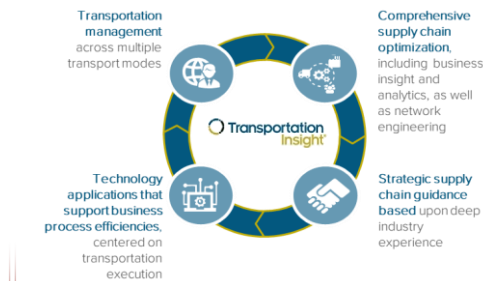 Transportation
management
across multiple
transport modes
Comprehensive
supply chain
optimization,
including business
insight and
analytics, as well
as network
engineering
Transportation
Insight®
Technology
applications that
support business
process efficiencies,
centered on
transportation
execution
Strategic supply
chain guidance
based upon deep
industry
experience